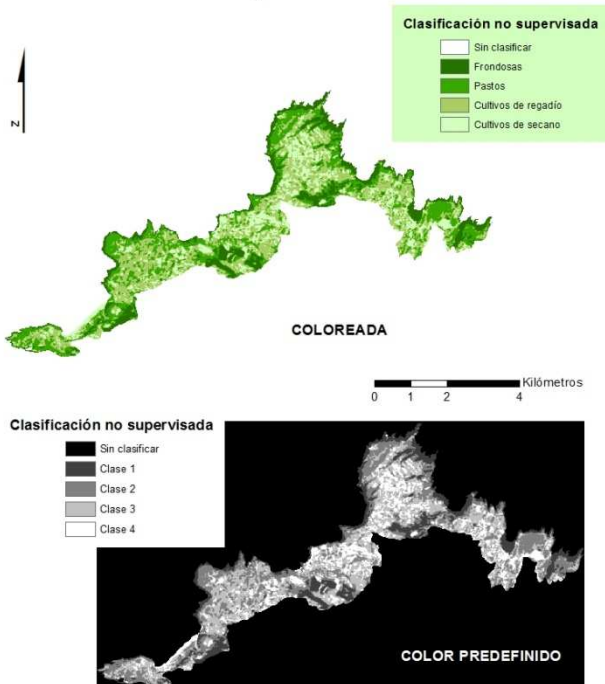 Clasificación no supervisada
Sin clasificar
Frondosas
Pastos
Cultivos de regadío
Cultivos de secano
N
COLOREADA
Kilómetros
0 1 2 4
Clasificación no supervisada
Sin clasificar
Clase 1
Clase 2
Clase 3
Clase 4
COLOR PREDEFINIDO